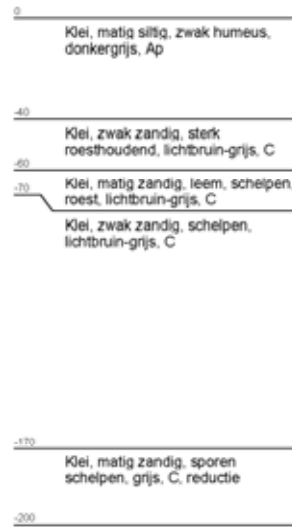 0
Klei, matig siltig, zwak humeus,
donkergrijs, Ap
-40
Klei, zwak zandig, sterk
roesthoudend, lichtbruin-grijs, C
-60
Klei, matig zandig, leem, schelpen,
roest, lichtbruin-grijs, C
-70
Klei, zwak zandig, schelpen,
lichtbruin-grijs, C
-170
Klei, matig zandig, sporen
schelpen, grijs, C, reductie
-200